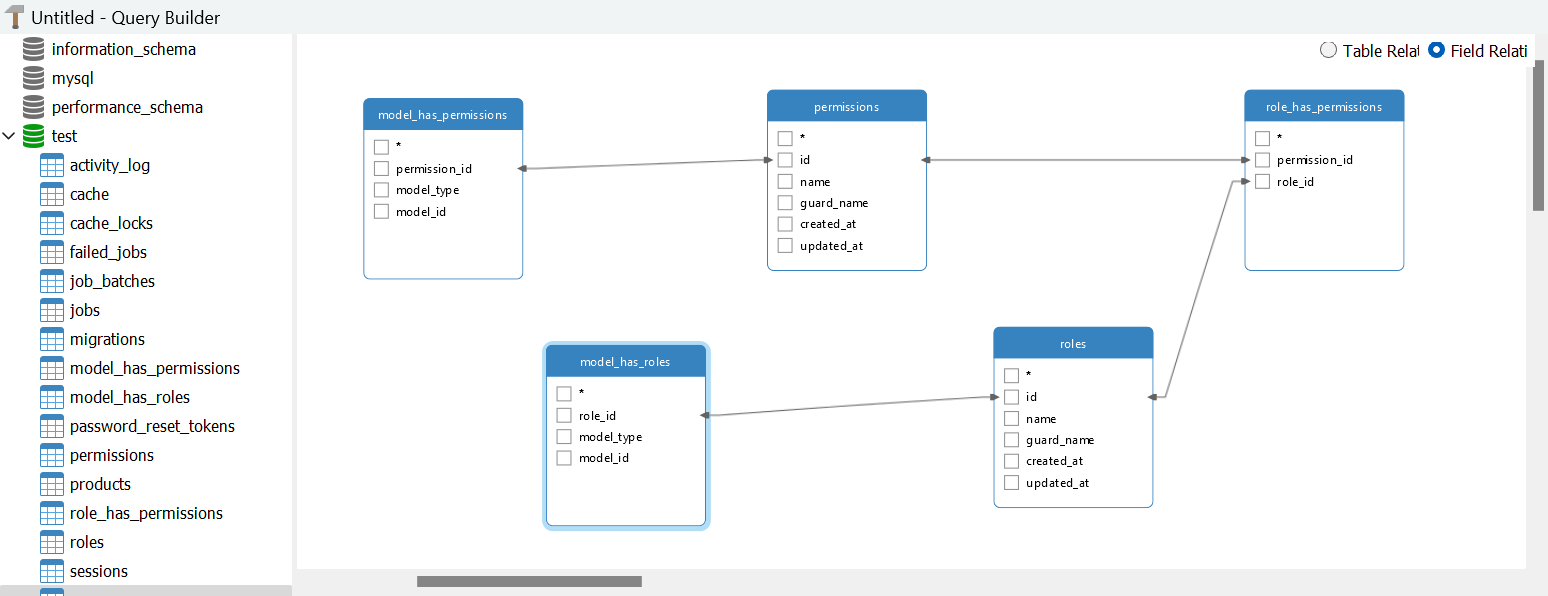 Untitled - Query Builder
information_schema
mysql
performance_schema
test
activity_log
cache
cache_locks
failed_jobs
job_batches
jobs
migrations
model_has_permissions
model_has_roles
password_reset_tokens
permissions
products
role_has_permissions
roles
sessions
Table Relat Field Relati
model_has_permissions
*
permission_id
model_type
model_id
permissions
*
id
name
guard_name
created_at
updated_at
role_has_permissions
*
permission_id
role_id
model_has_roles
*
role_id
model_type
model_id
roles
*
id
name
guard_name
created_at
updated_at